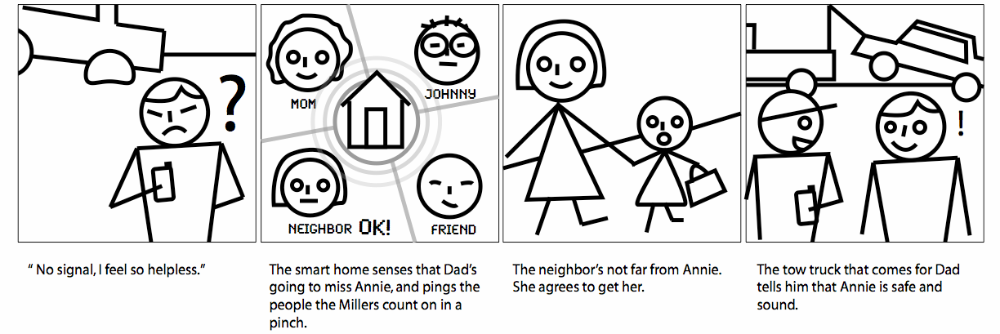 ?
MOM
JOHNNY
NEIGHBOR OK!
FRIEND
!
“ No signal, I feel so helpless.”
The smart home senses that Dad’s
going to miss Annie, and pings the
people the Millers count on in a
pinch.
The neighbor’s not far from Annie.
She agrees to get her.
The tow truck that comes for Dad
tells him that Annie is safe and
sound.